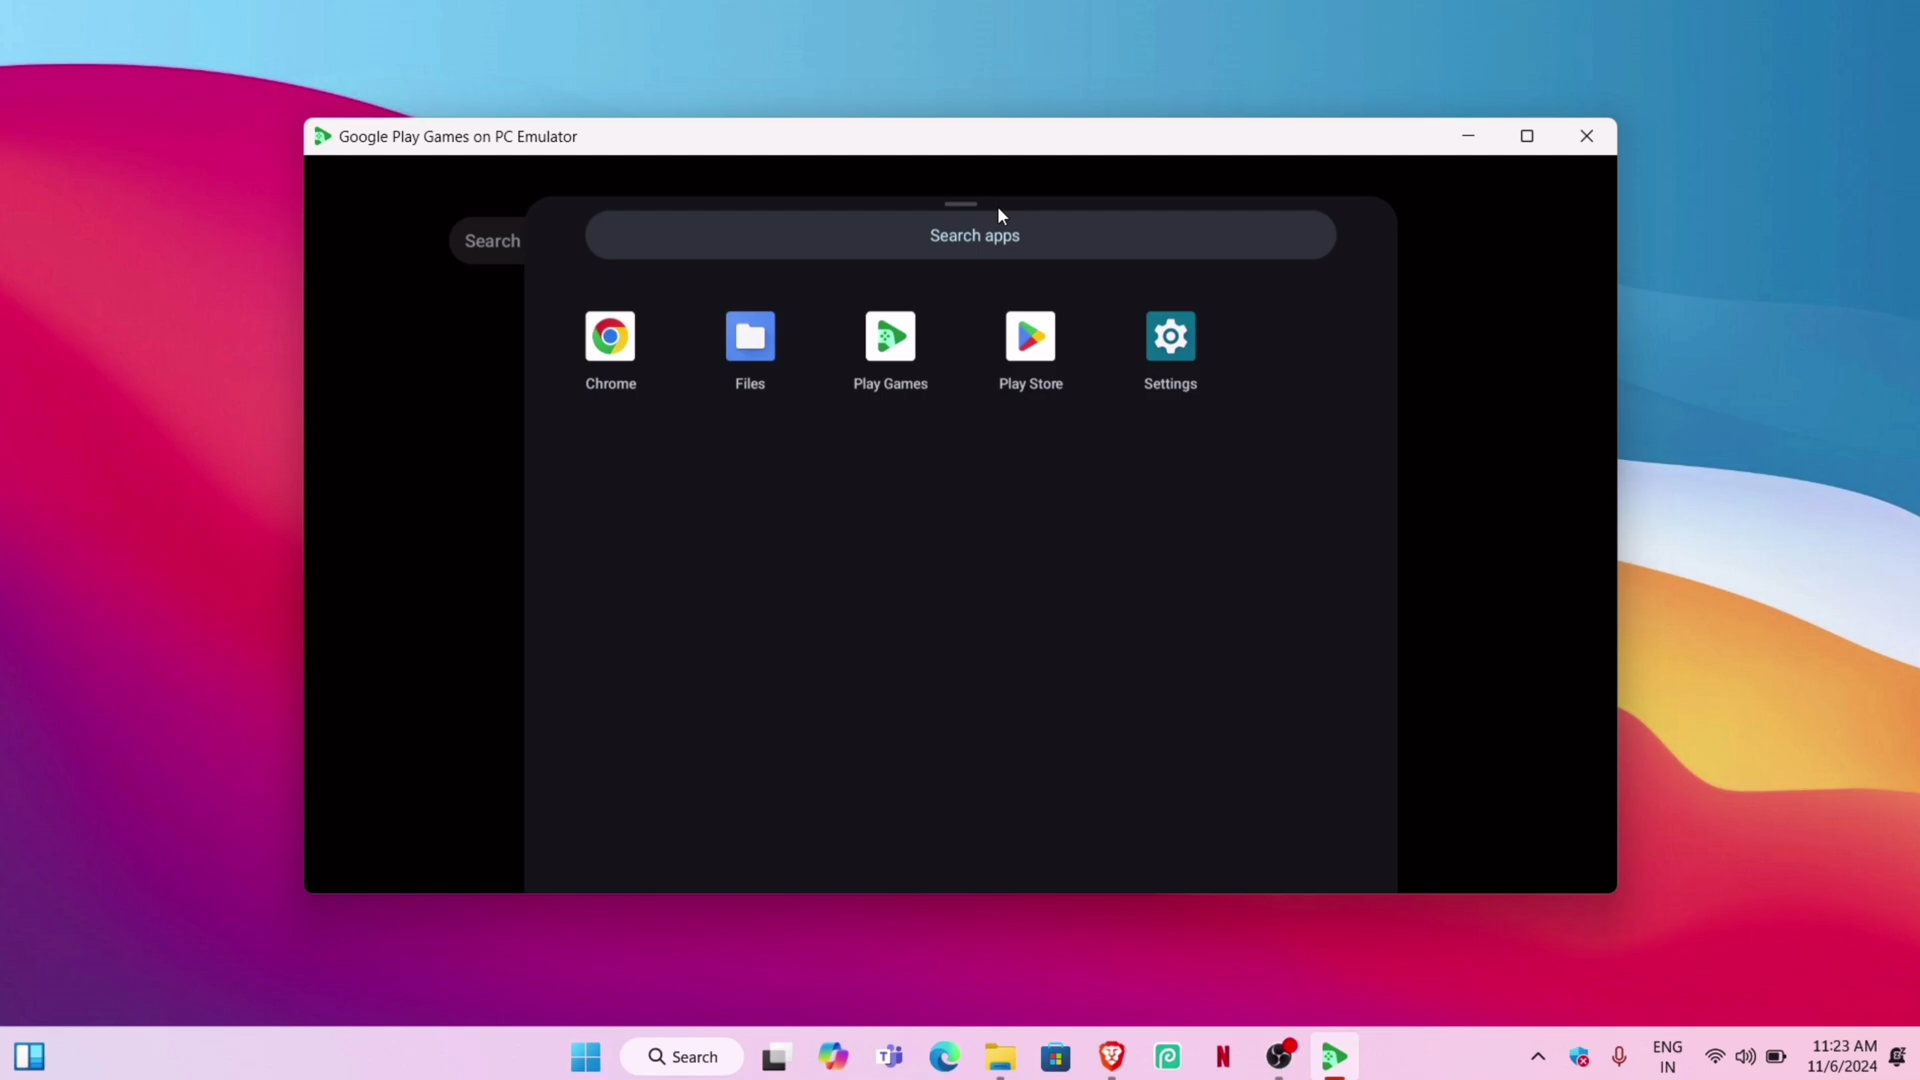 Google Play Games on PC Emulator
Search
Search apps
Chrome
Files
Play Games
Play Store
Settings
Search
ENG
IN
11:23 AM
11/6/2024